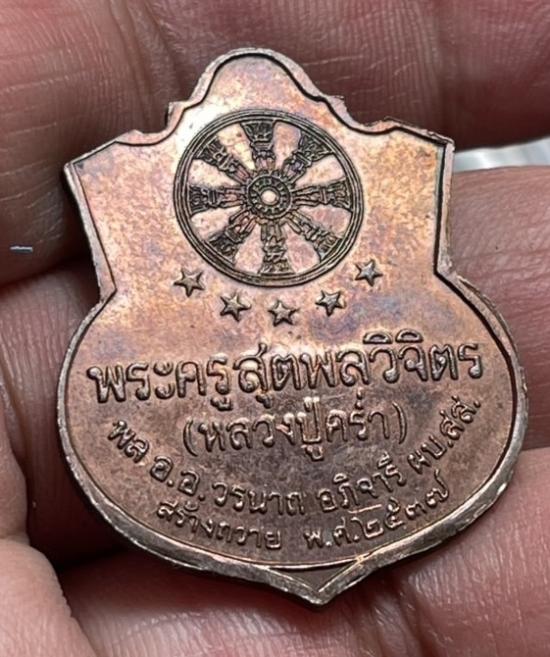 พระครูสุตพลวิจิตร
(หลวงปู่คร่ำ)
พล อ.อ. วรนาถ อภิจารี ผบ.สส.
สร้างถวาย พ.ศ.๒๕๓๗